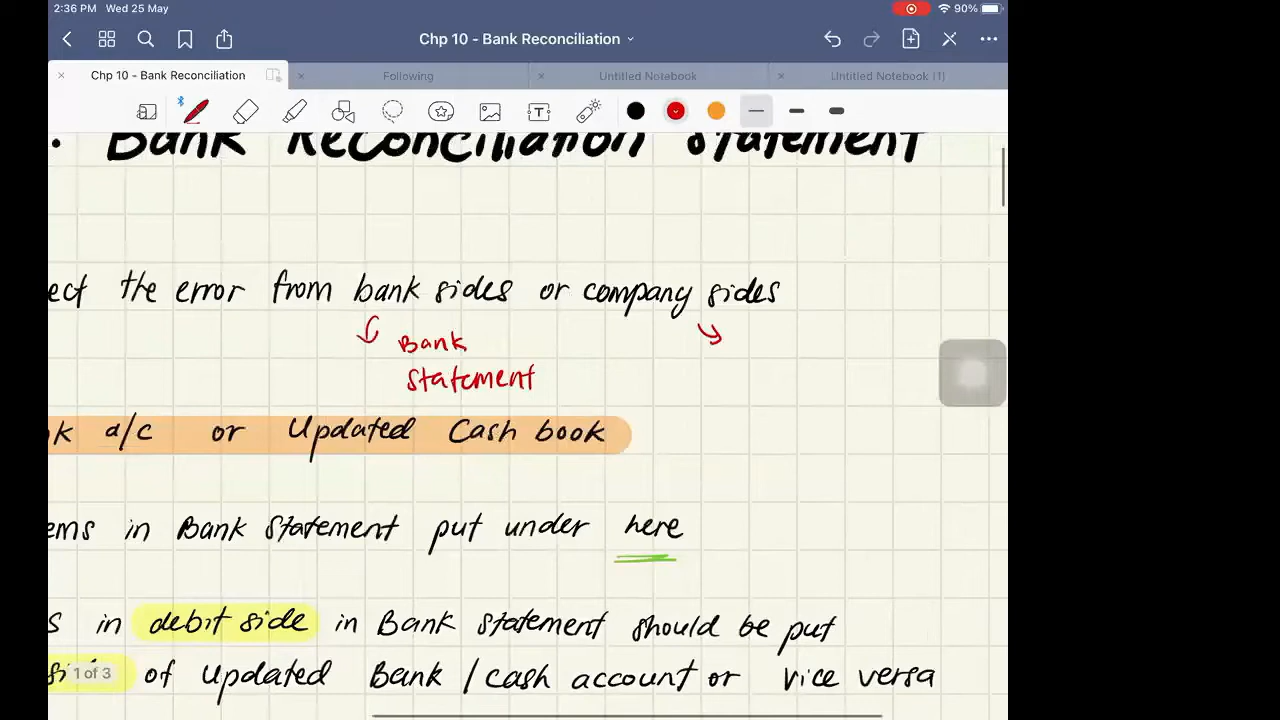 2:36 PM Wed 25 May 90%
Chp 10 - Bank Reconciliation
Chp 10 - Bank Reconciliation Following Untitled Notebook Untitled Notebook (1)
. Bank Reconciliation Statement
ect the error from bank sides or company sides
Bank
statement
k a/c or Updated Cash book
ems in Bank Statement put under here
s in debit side in Bank statement should be put
side of Updated Bank / cash account or vice versa
1 of 3